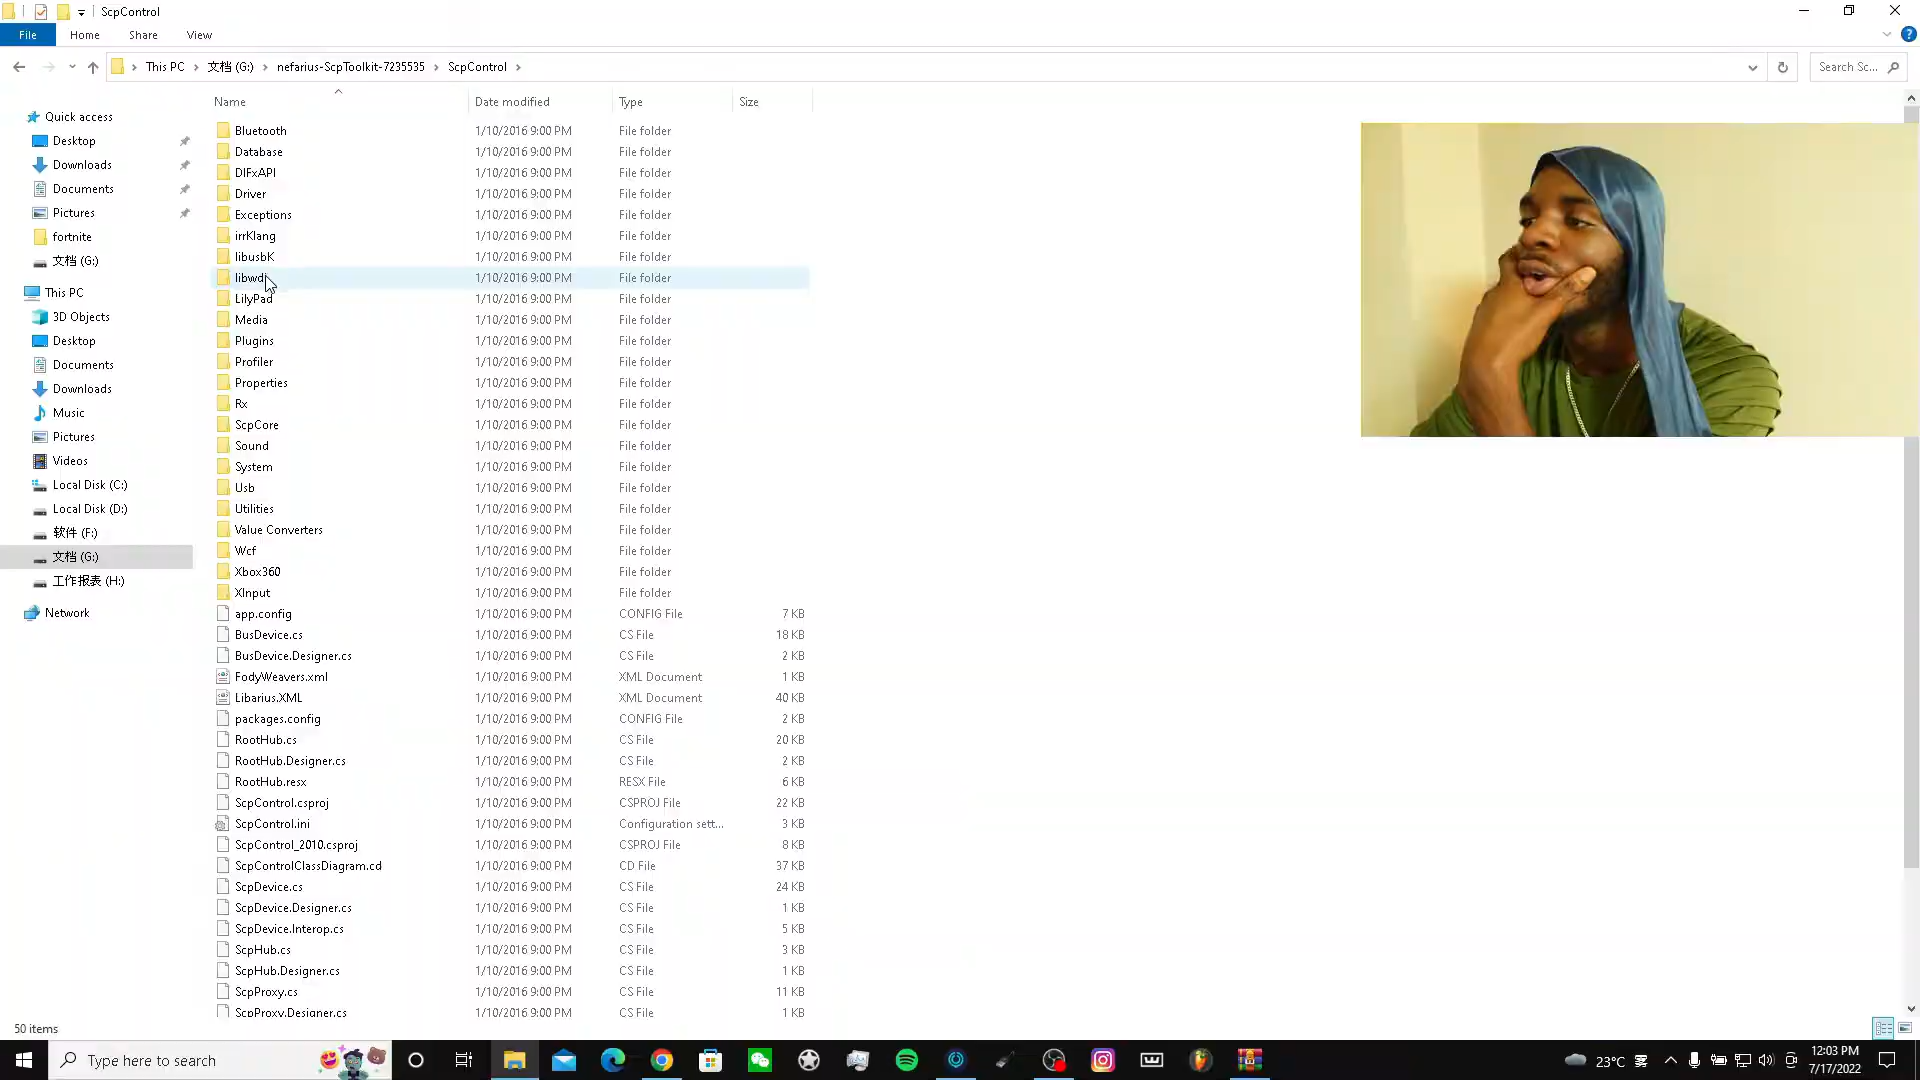 ScpControl
File Home Share View
This PC 文档 (G:) nefarius-ScpToolkit-7235535 ScpControl
Search Sc...
Name Date modified Type Size
Quick access
Desktop
Downloads
Documents
Pictures
fortnite
文档 (G:)
This PC
3D Objects
Desktop
Documents
Downloads
Music
Pictures
Videos
Local Disk (C:)
Local Disk (D:)
软件 (F:)
文档 (G:)
工作报表 (H:)
Network
Bluetooth 1/10/2016 9:00 PM File folder
Database 1/10/2016 9:00 PM File folder
DIFxAPI 1/10/2016 9:00 PM File folder
Driver 1/10/2016 9:00 PM File folder
Exceptions 1/10/2016 9:00 PM File folder
irrKlang 1/10/2016 9:00 PM File folder
libusbK 1/10/2016 9:00 PM File folder
libwdi 1/10/2016 9:00 PM File folder
LilyPad 1/10/2016 9:00 PM File folder
Media 1/10/2016 9:00 PM File folder
Plugins 1/10/2016 9:00 PM File folder
Profiler 1/10/2016 9:00 PM File folder
Properties 1/10/2016 9:00 PM File folder
Rx 1/10/2016 9:00 PM File folder
ScpCore 1/10/2016 9:00 PM File folder
Sound 1/10/2016 9:00 PM File folder
System 1/10/2016 9:00 PM File folder
Usb 1/10/2016 9:00 PM File folder
Utilities 1/10/2016 9:00 PM File folder
Value Converters 1/10/2016 9:00 PM File folder
Wcf 1/10/2016 9:00 PM File folder
Xbox360 1/10/2016 9:00 PM File folder
XInput 1/10/2016 9:00 PM File folder
app.config 1/10/2016 9:00 PM CONFIG File 7 KB
BusDevice.cs 1/10/2016 9:00 PM CS File 18 KB
BusDevice.Designer.cs 1/10/2016 9:00 PM CS File 2 KB
FodyWeavers.xml 1/10/2016 9:00 PM XML Document 1 KB
Libarius.XML 1/10/2016 9:00 PM XML Document 40 KB
packages.config 1/10/2016 9:00 PM CONFIG File 2 KB
RootHub.cs 1/10/2016 9:00 PM CS File 20 KB
RootHub.Designer.cs 1/10/2016 9:00 PM CS File 2 KB
RootHub.resx 1/10/2016 9:00 PM RESX File 6 KB
ScpControl.csproj 1/10/2016 9:00 PM CSPROJ File 22 KB
ScpControl.ini 1/10/2016 9:00 PM Configuration sett... 3 KB
ScpControl_2010.csproj 1/10/2016 9:00 PM CSPROJ File 8 KB
ScpControlClassDiagram.cd 1/10/2016 9:00 PM CD File 37 KB
ScpDevice.cs 1/10/2016 9:00 PM CS File 24 KB
ScpDevice.Designer.cs 1/10/2016 9:00 PM CS File 1 KB
ScpDevice.Interop.cs 1/10/2016 9:00 PM CS File 5 KB
ScpHub.cs 1/10/2016 9:00 PM CS File 3 KB
ScpHub.Designer.cs 1/10/2016 9:00 PM CS File 1 KB
ScpProxy.cs 1/10/2016 9:00 PM CS File 11 KB
ScpProxy.Designer.cs 1/10/2016 9:00 PM CS File 1 KB
50 items
Type here to search
23°C
12:03 PM
7/17/2022